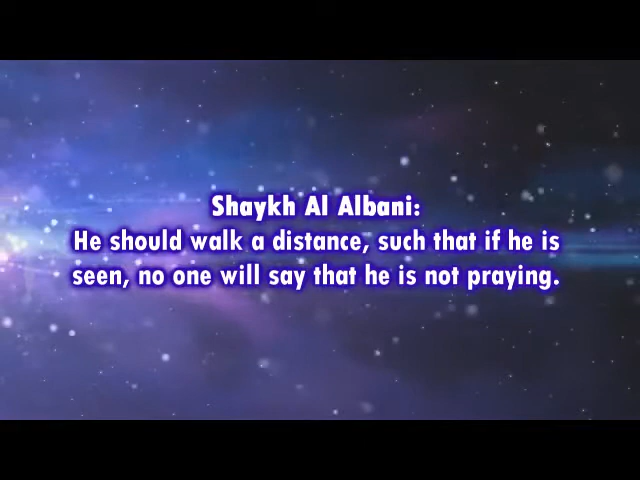 Shaykh Al Albani:
He should walk a distance, such that if he is
seen, no one will say that he is not praying.